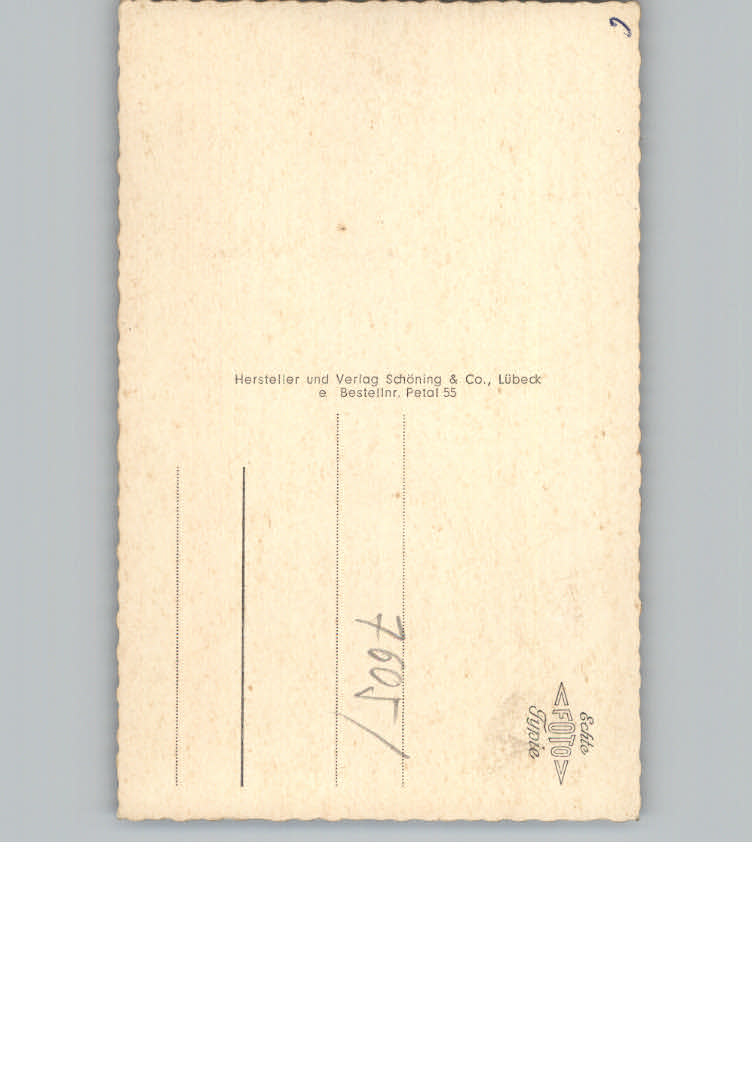 Hersteller und Verlag Schöning & Co., Lübeck
e Bestellnr. Petal 55
7605/
Echte
FOTO
Typie